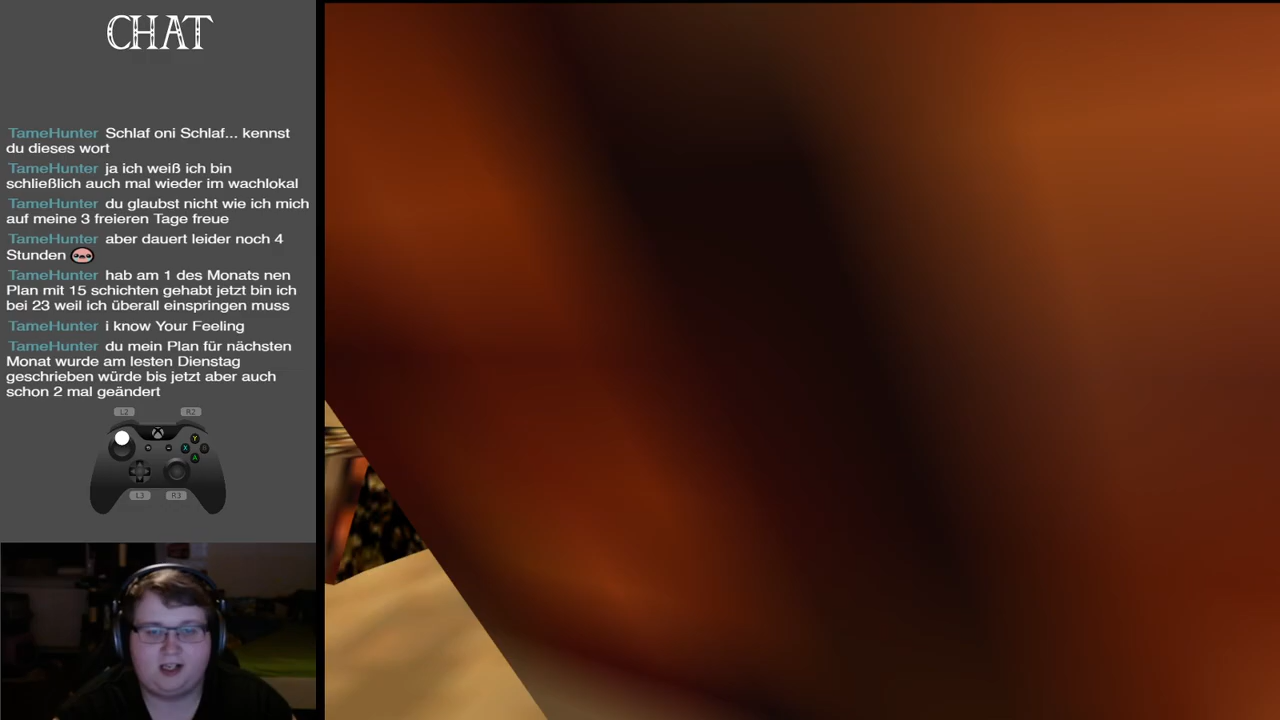 CHAT
TameHunter Schlaf oni Schlaf... kennst
du dieses wort
TameHunter ja ich weiß ich bin
schließlich auch mal wieder im wachlokal
TameHunter du glaubst nicht wie ich mich
auf meine 3 freieren Tage freue
TameHunter aber dauert leider noch 4
Stunden
TameHunter hab am 1 des Monats nen
Plan mit 15 schichten gehabt jetzt bin ich
bei 23 weil ich überall einspringen muss
TameHunter i know Your Feeling
TameHunter du mein Plan für nächsten
Monat wurde am lesten Dienstag
geschrieben würde bis jetzt aber auch
schon 2 mal geändert
L2 R2
Y
X
A
L3 R3